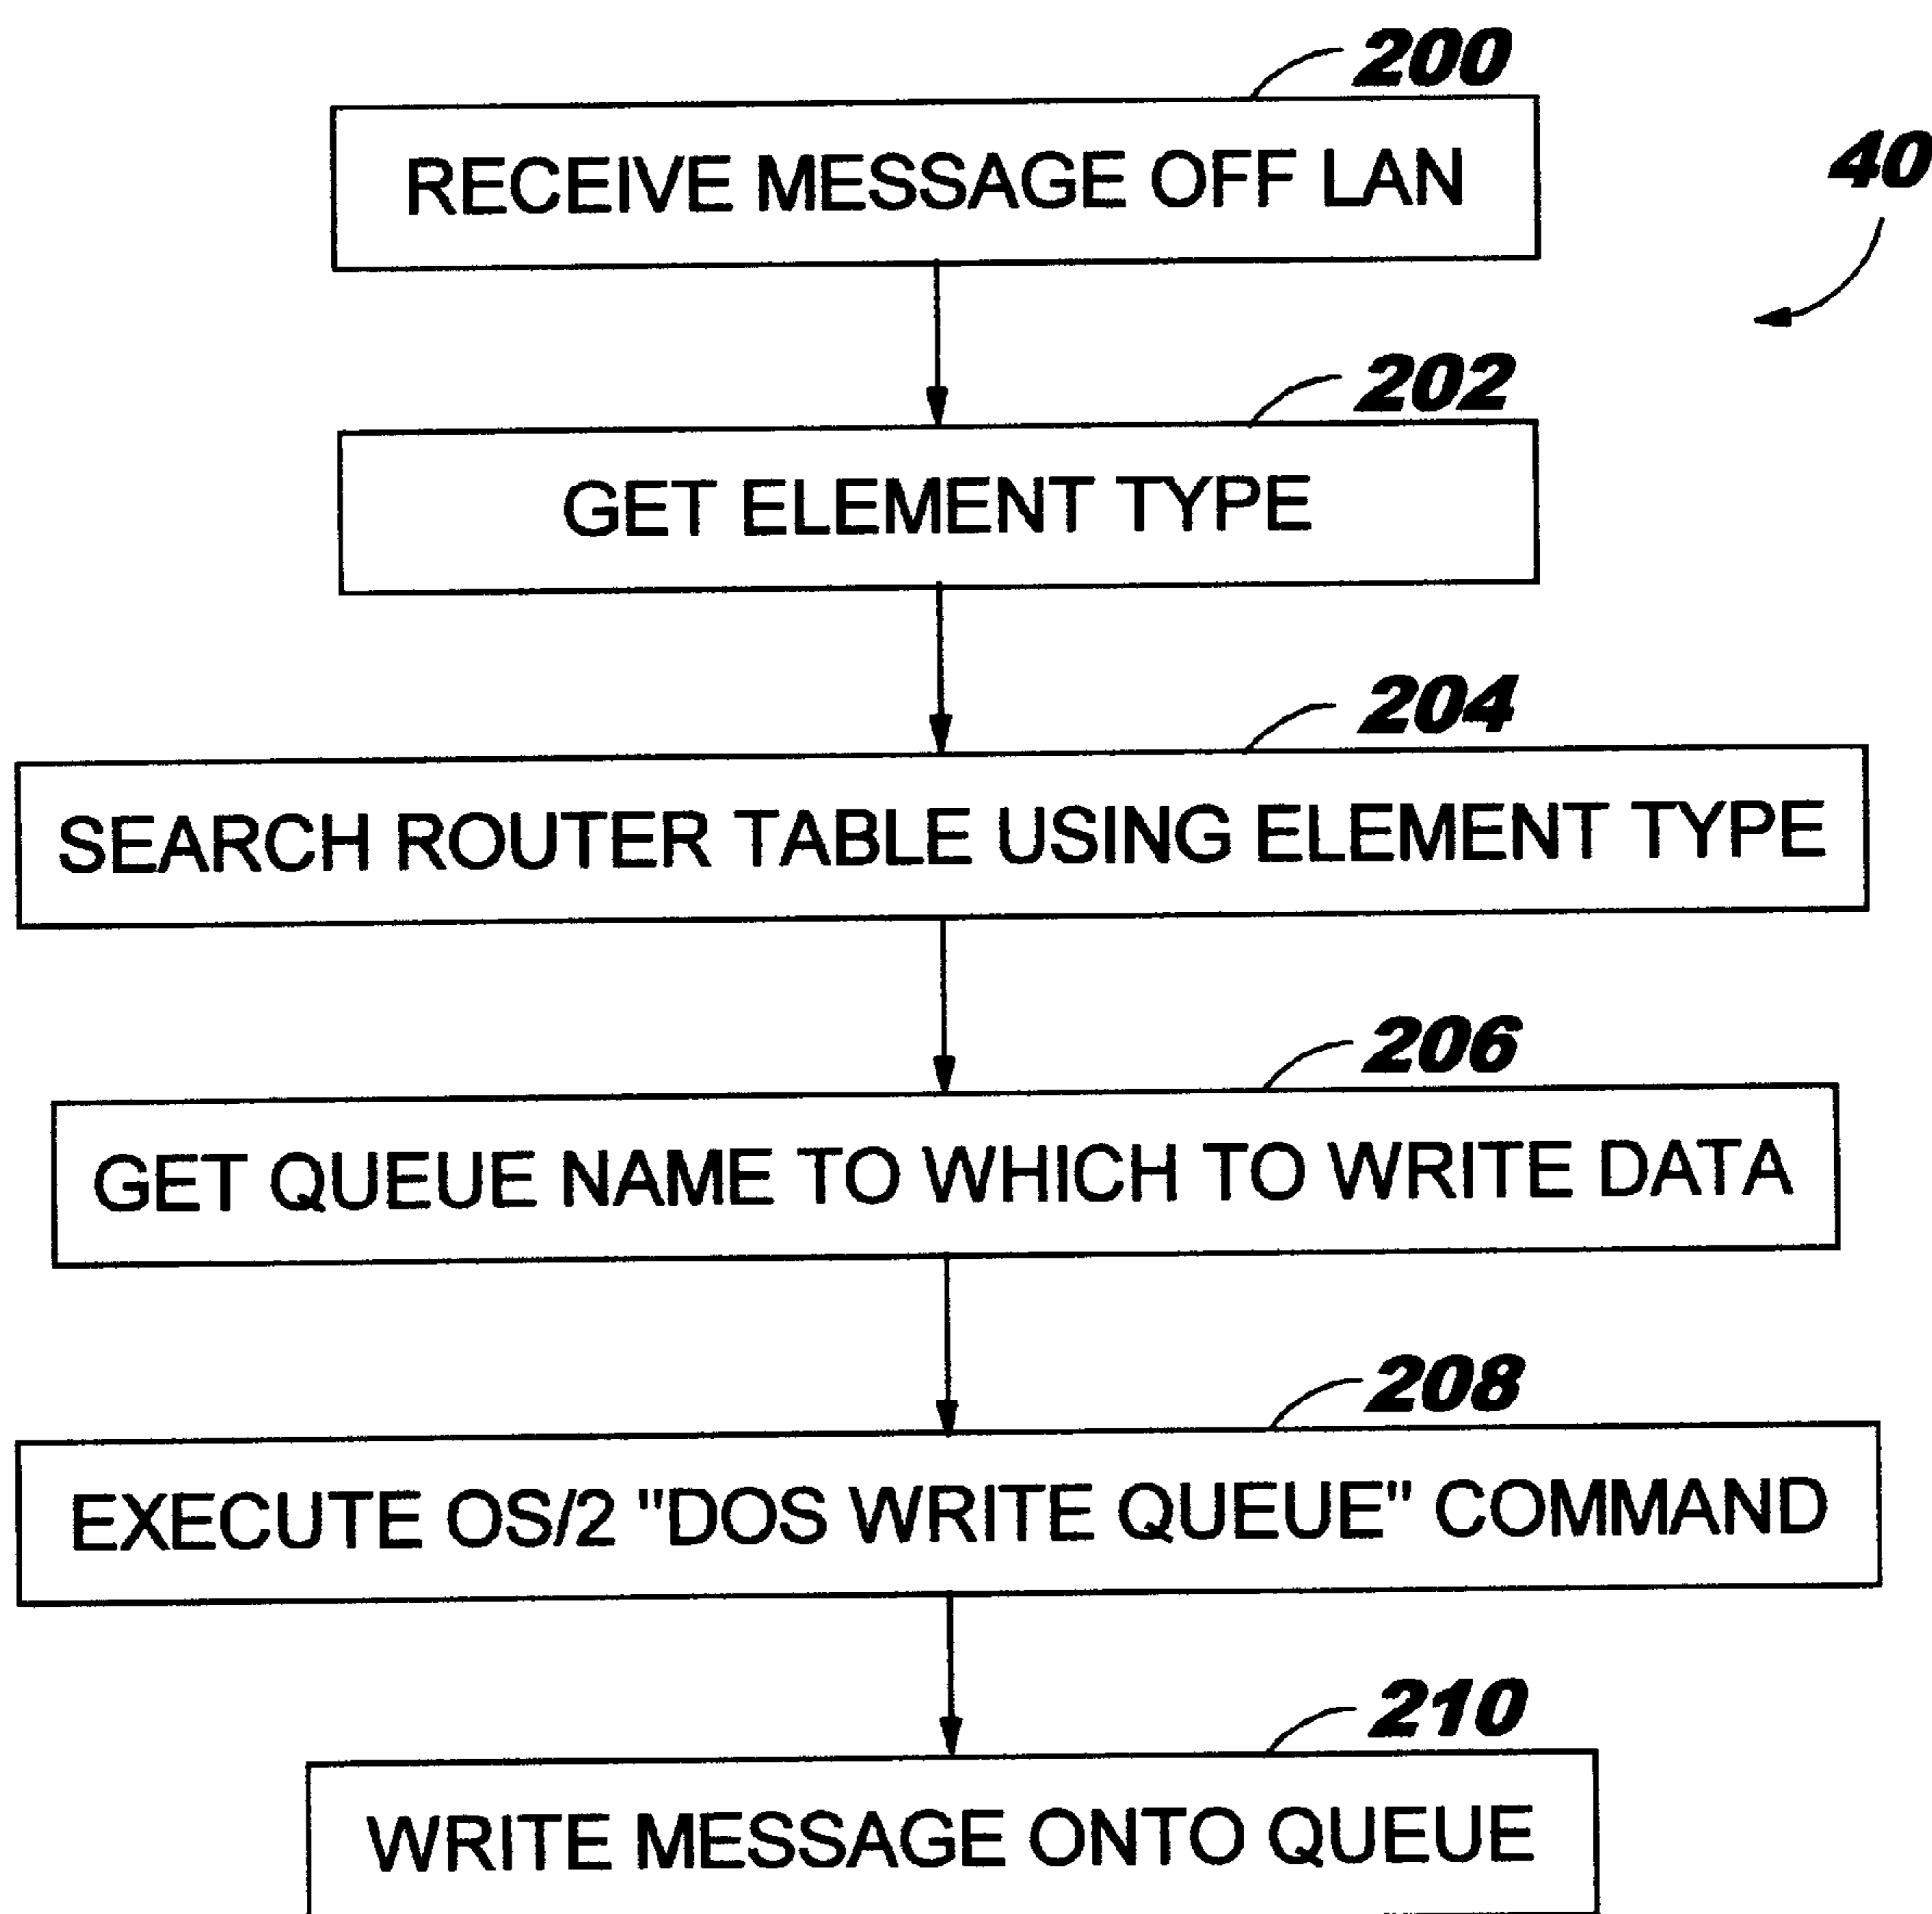 200
RECEIVE MESSAGE OFF LAN
40
202
GET ELEMENT TYPE
204
SEARCH ROUTER TABLE USING ELEMENT TYPE
206
GET QUEUE NAME TO WHICH TO WRITE DATA
208
EXECUTE OS/2 "DOS WRITE QUEUE" COMMAND
210
WRITE MESSAGE ONTO QUEUE